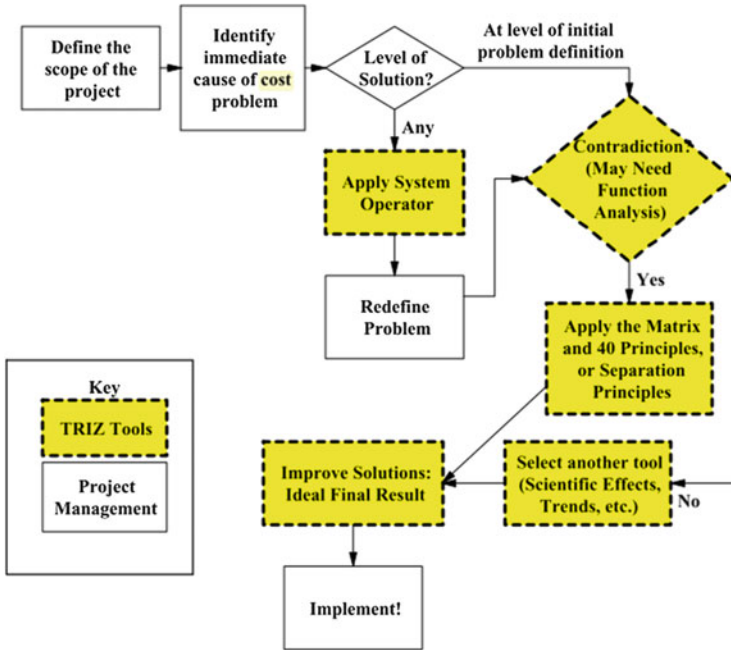 Define the
scope of the
project
Identify
immediate
cause of cost
problem
Level of
Solution?
At level of initial
problem definition
Any
Contradiction?
(May Need
Function
Analysis)
Apply System
Operator
Redefine
Problem
Yes
Apply the Matrix
and 40 Principles,
or Separation
Principles
Key
TRIZ Tools
Project
Management
Improve Solutions:
Ideal Final Result
Select another tool
(Scientific Effects,
Trends, etc.)
No
Implement!